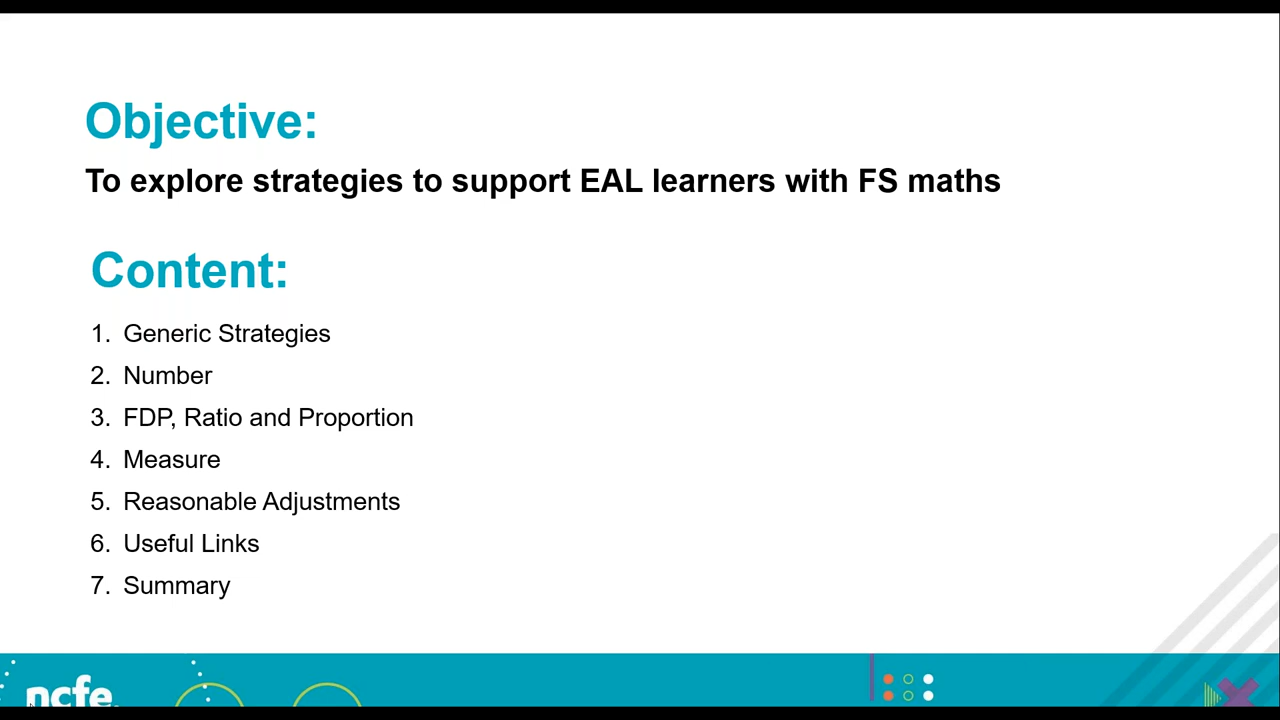 Objective:
To explore strategies to support EAL learners with FS maths
Content:
1. Generic Strategies
2. Number
3. FDP, Ratio and Proportion
4. Measure
5. Reasonable Adjustments
6. Useful Links
7. Summary
ncfe.